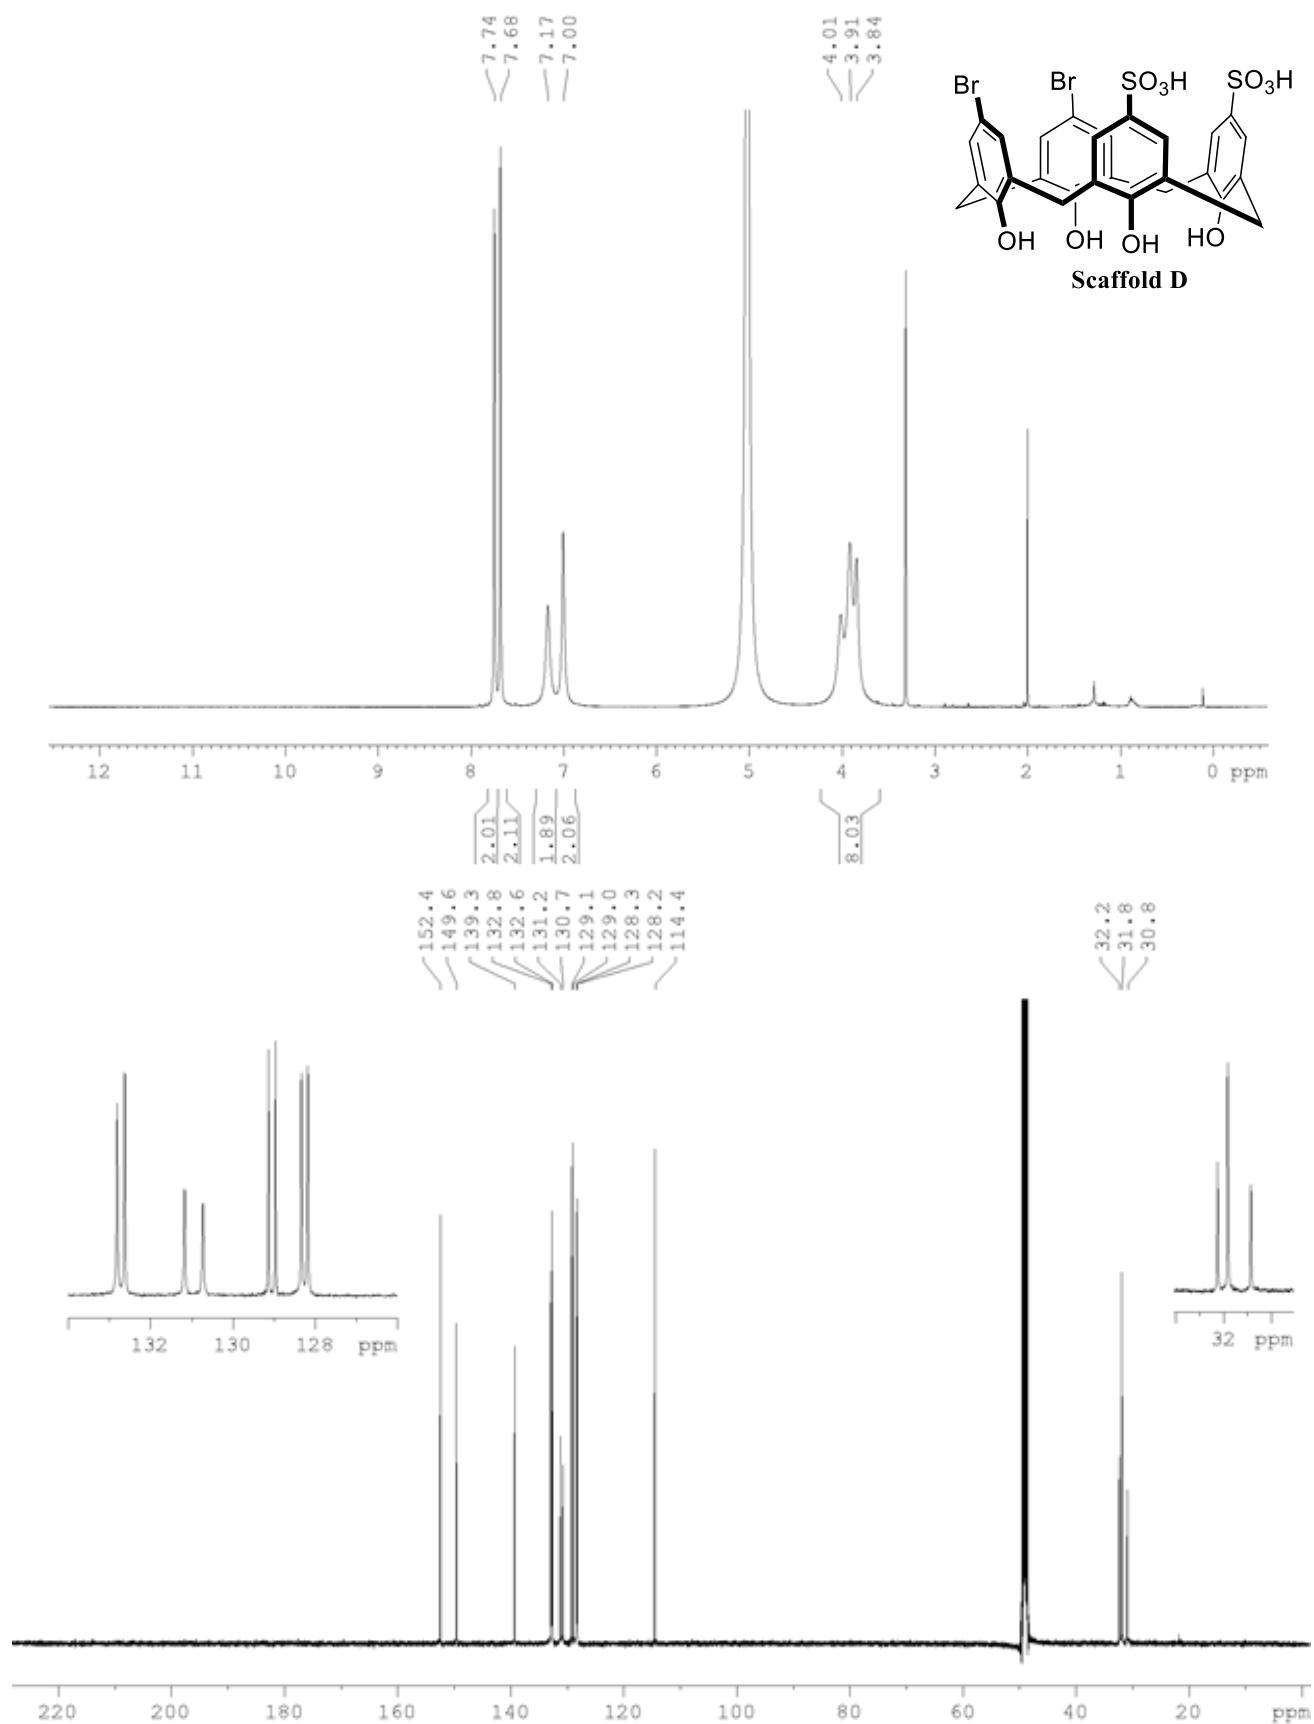 7.74
7.68
7.17
7.00
4.01
3.91
3.84
Br
Br
SO3H
SO3H
OH
OH
OH
HO
Scaffold D
12 11 10 9 8 7 6 5 4 3 2 1 0 ppm
2.01
2.11
1.89
2.06
8.03
152.4
149.6
139.3
132.8
132.6
131.2
130.7
129.1
129.0
128.3
128.2
114.4
32.2
31.8
30.8
132 130 128 ppm
32 ppm
220 200 180 160 140 120 100 80 60 40 20 ppm